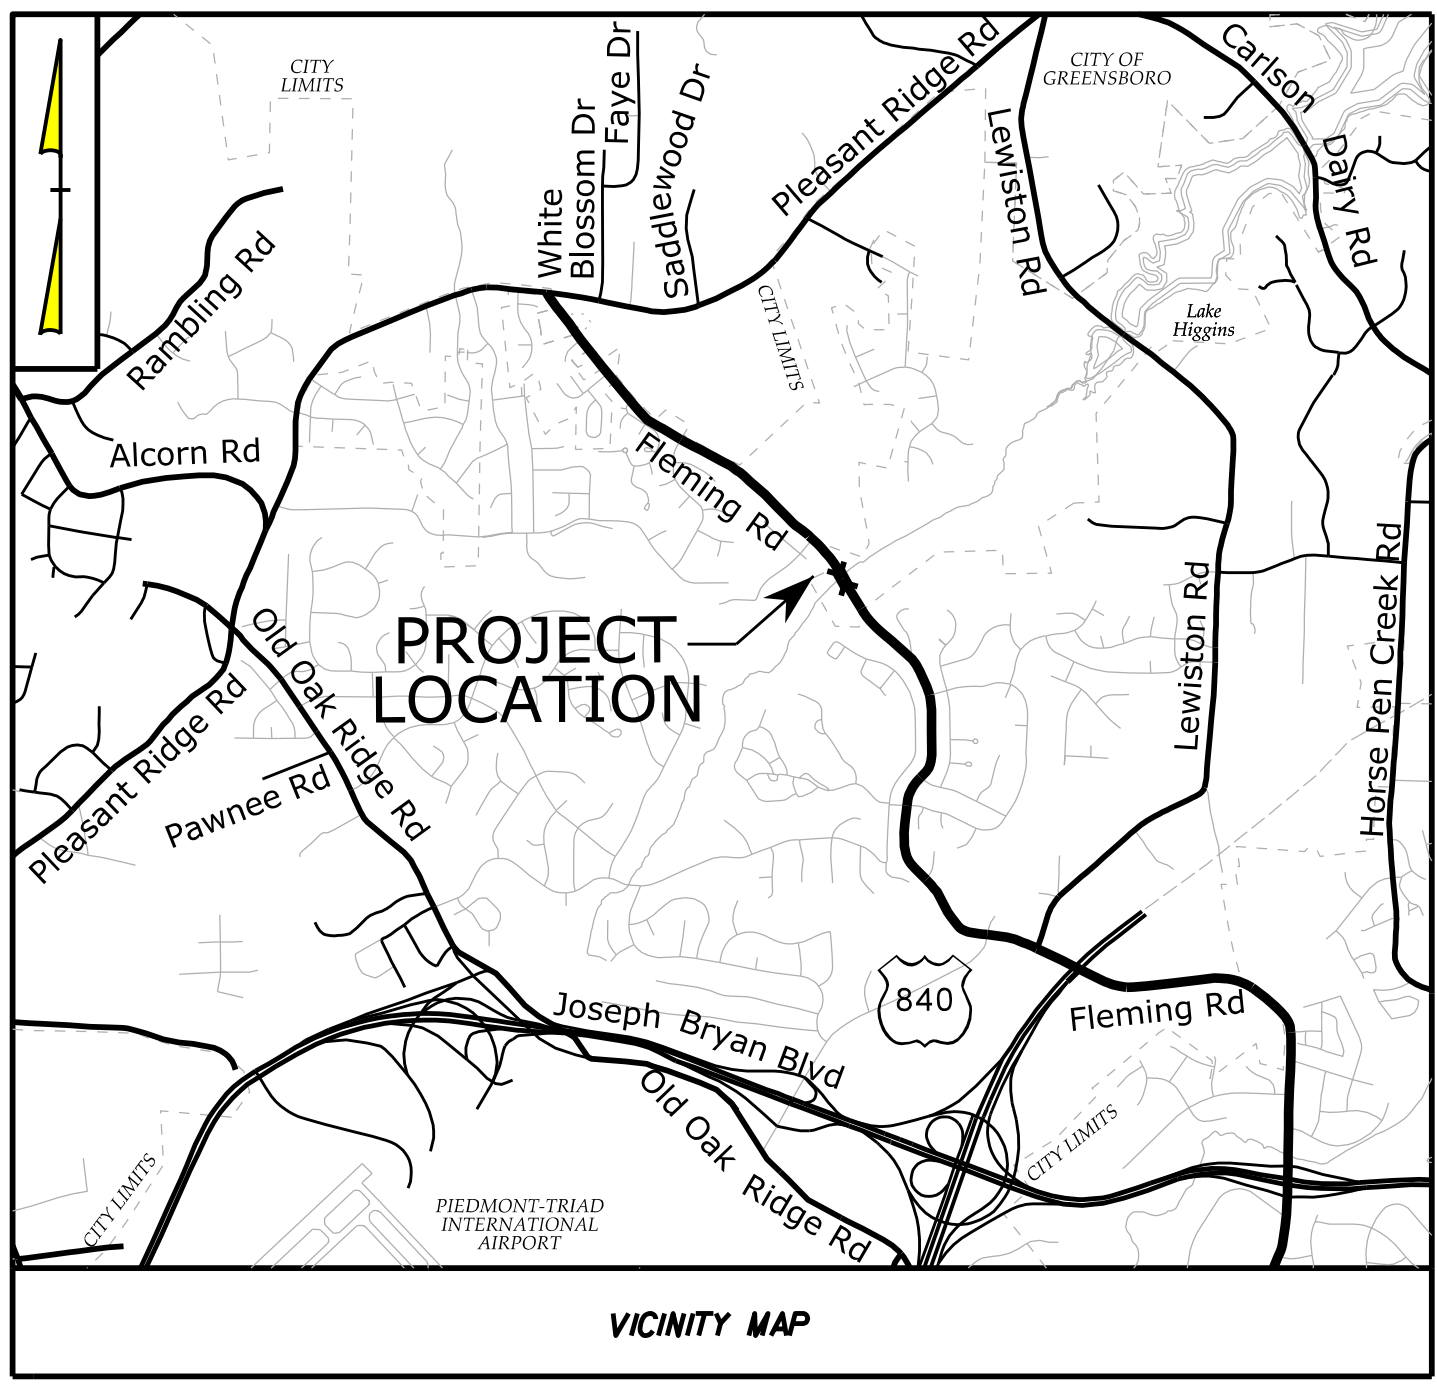 CITY
LIMITS
White
Blossom Dr
Faye Dr
Saddlewood Dr
Pleasant Ridge Rd
CITY OF
GREENSBORO
Carlson
Dairy Rd
Lewiston Rd
Rambling Rd
CITY LIMITS
Lake
Higgins
Alcorn Rd
Fleming Rd
PROJECT
LOCATION
Old Oak Ridge Rd
Pleasant Ridge Rd
Pawnee Rd
Lewiston Rd
Horse Pen Creek Rd
840
Joseph Bryan Blvd
Fleming Rd
Old Oak Ridge Rd
CITY LIMITS
CITY LIMITS
PIEDMONT-TRIAD
INTERNATIONAL
AIRPORT
VICINITY MAP